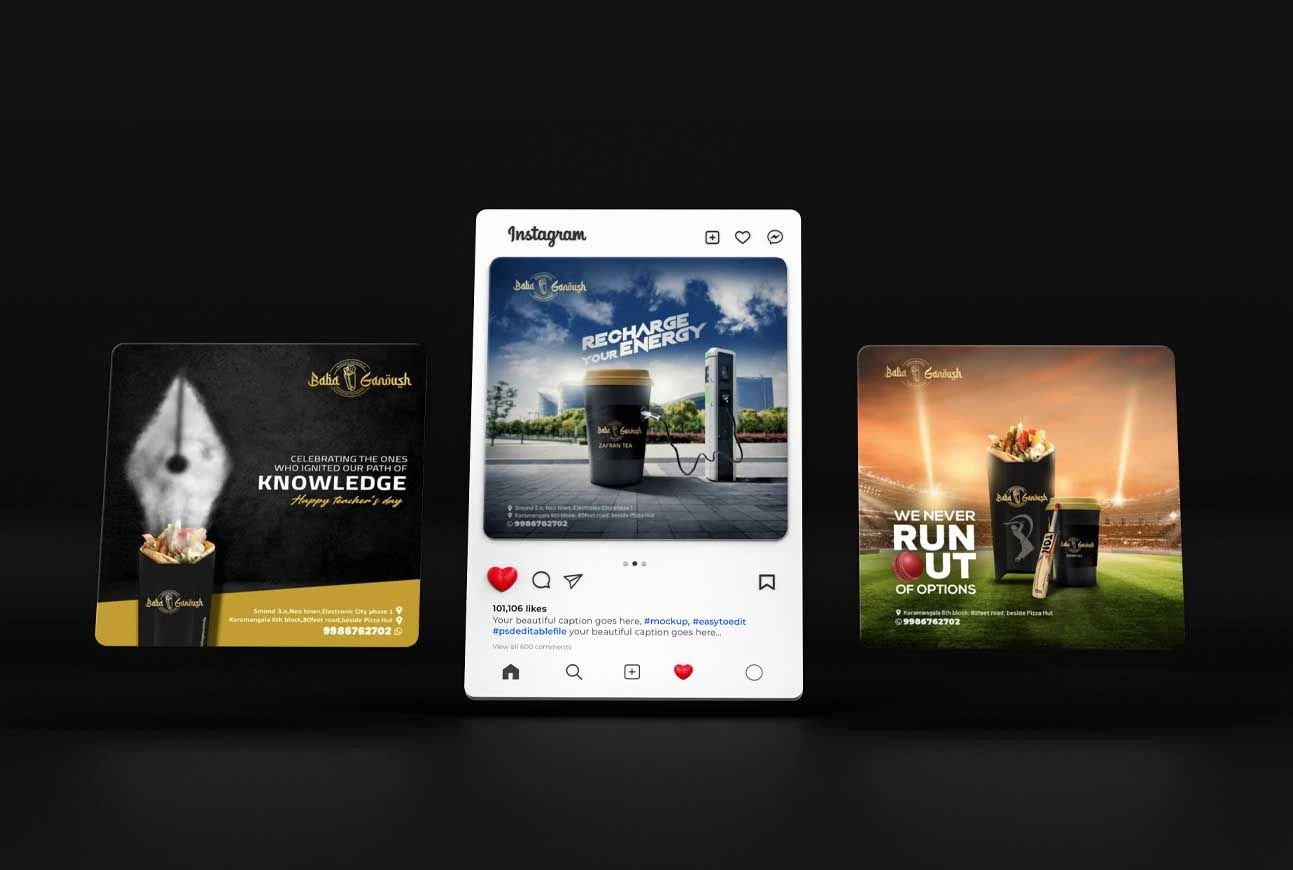 Baba Ganoush
CELEBRATING THE ONES
WHO IGNITED OUR PATH OF
KNOWLEDGE
Happy teacher's day
Baba Ganoush
Smond 3.o,Neo town,Electronic City phase 1
Koramangala 6th block,80feet road,beside Pizza Hut
9986762702
Instagram
Baba Ganoush
RECHARGE
YOUR ENERGY
Baba Ganoush
ZAFRAN TEA
Smond 3.o, Neo town, Electronic City phase 1
Koramangala 6th block, 80feet road, beside Pizza Hut
9986762702
101,106 likes
Your beautiful caption goes here, #mockup, #easytoedit
#psdeditablefile your beautiful caption goes here...
View all 600 comments
Baba Ganoush
Baba Ganoush
Baba Ganoush
WE NEVER
RUN
OUT
OF OPTIONS
Koramangala 6th block, 80feet road, beside Pizza Hut
9986762702